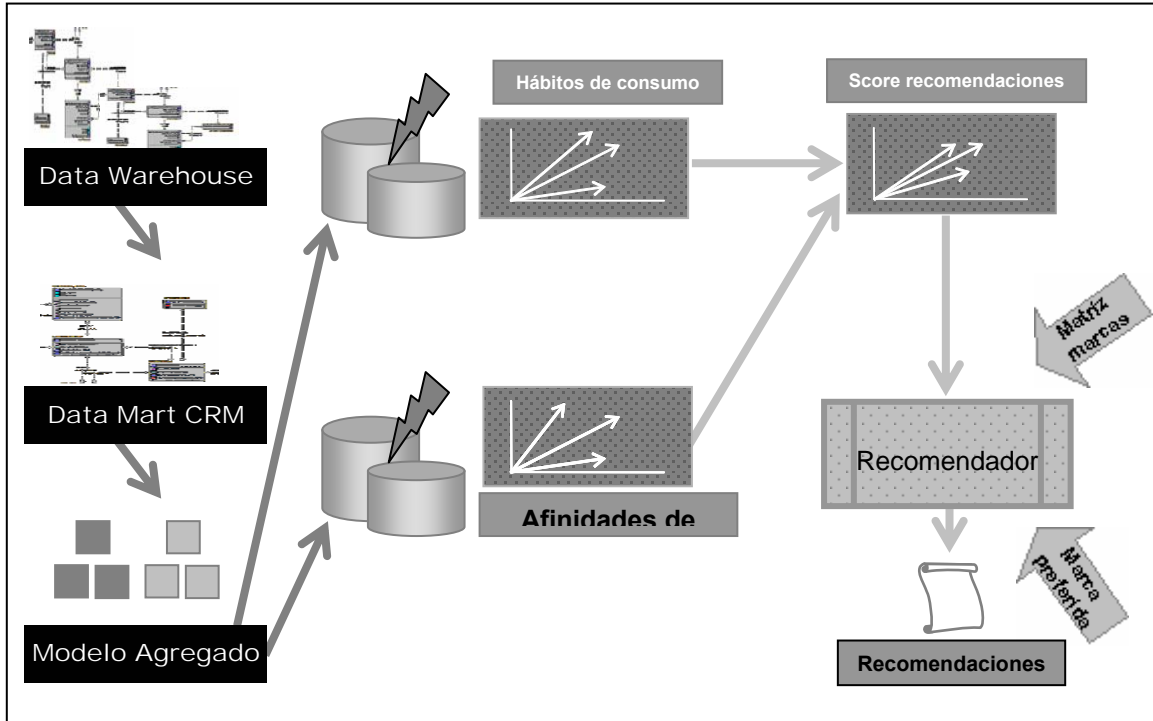 Hábitos de consumo
Score recomendaciones
Data Warehouse
Matriz
marcas
Data Mart CRM
Recomendador
Afinidades de
Marca
preferida
Modelo Agregado
Recomendaciones